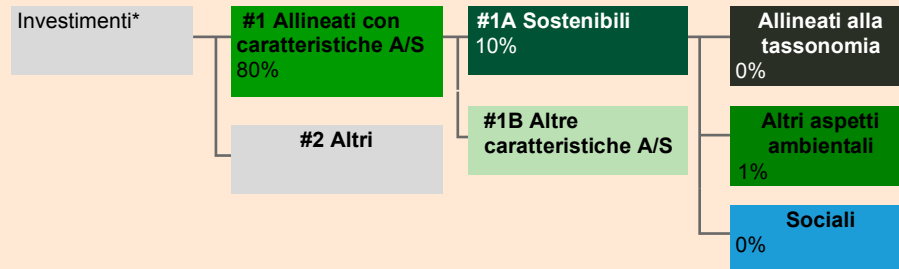 Investimenti*
#1 Allineati con
caratteristiche A/S
80%
#2 Altri
#1A Sostenibili
10%
#1B Altre
caratteristiche A/S
Allineati alla
tassonomia
0%
Altri aspetti
ambientali
1%
Sociali
0%